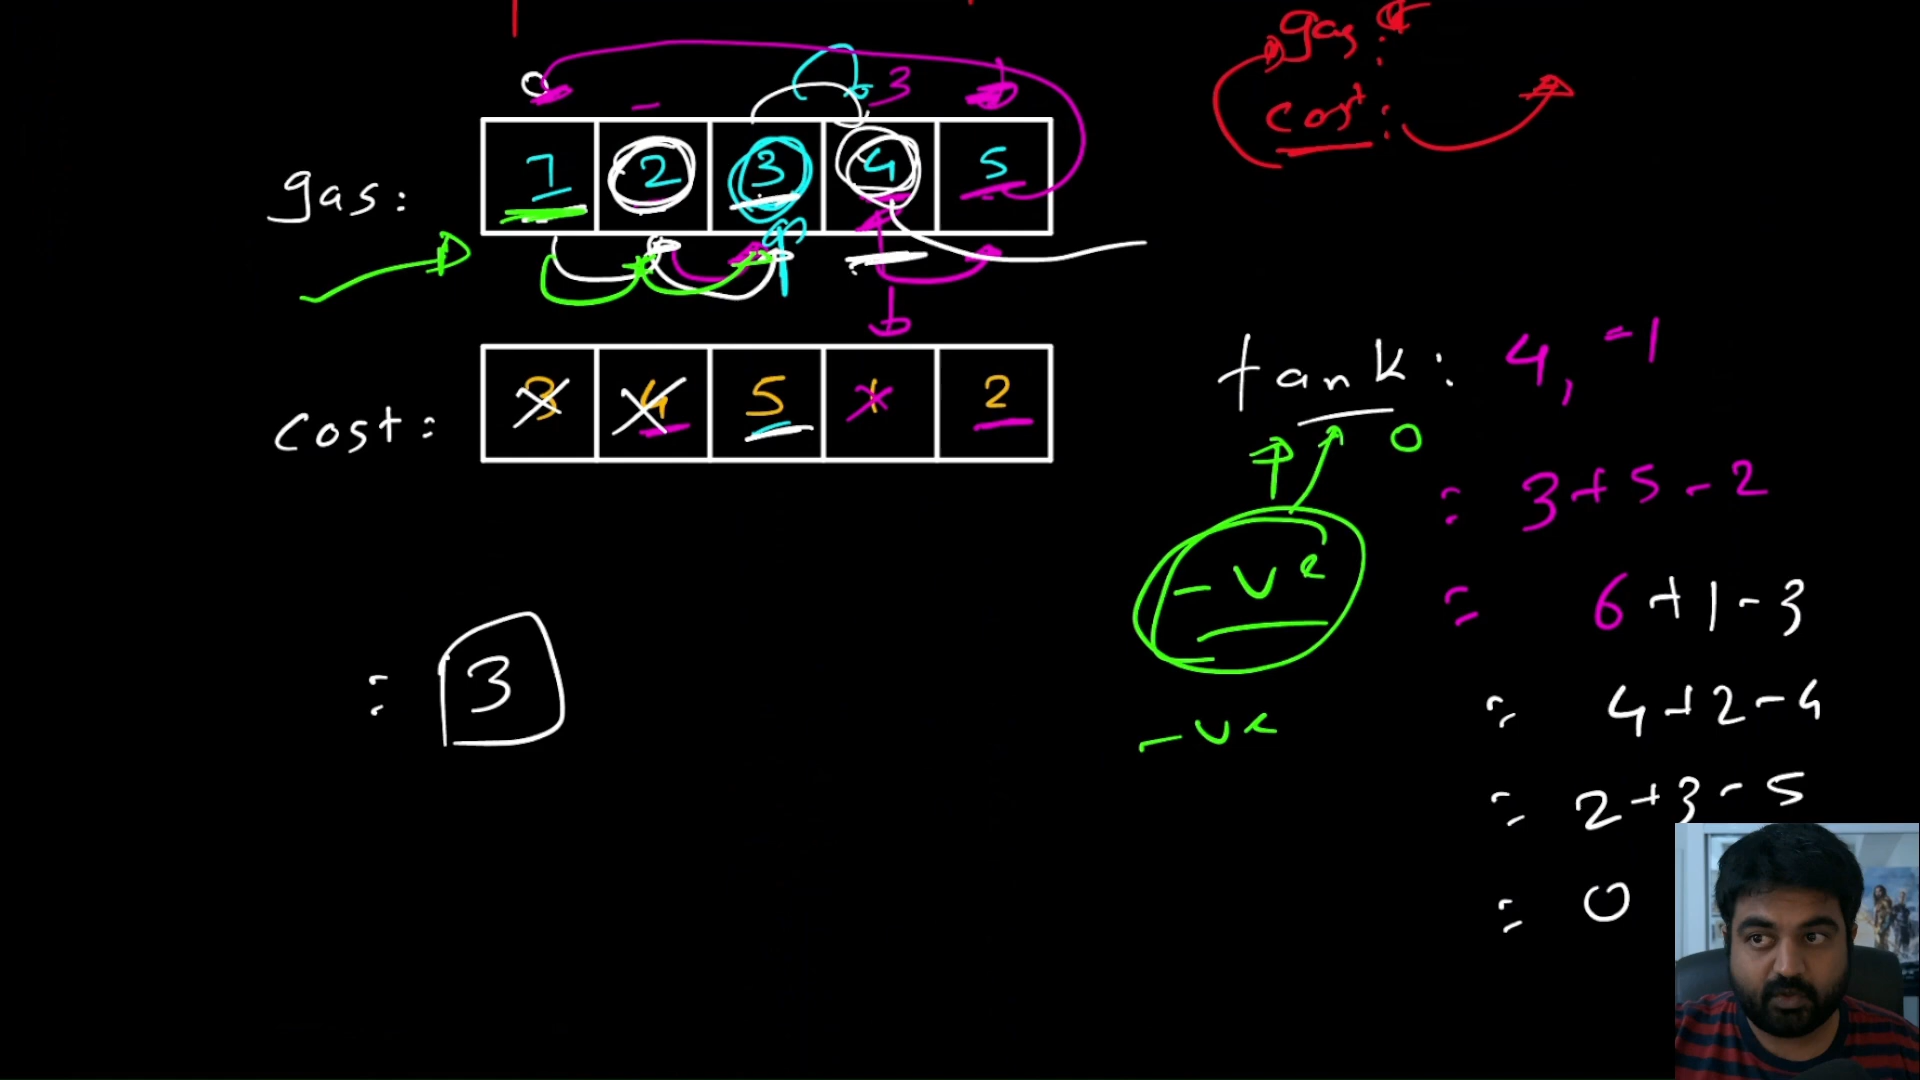 gas:
cost:
3
gas: 1 2 3 4 5
cost: 3 4 5 1 2
tank: 4, -1
0
= 3+5-2
-ve
= 6+1-3
= 3
= 4+2-4
-ve
= 2+3-5
= 0